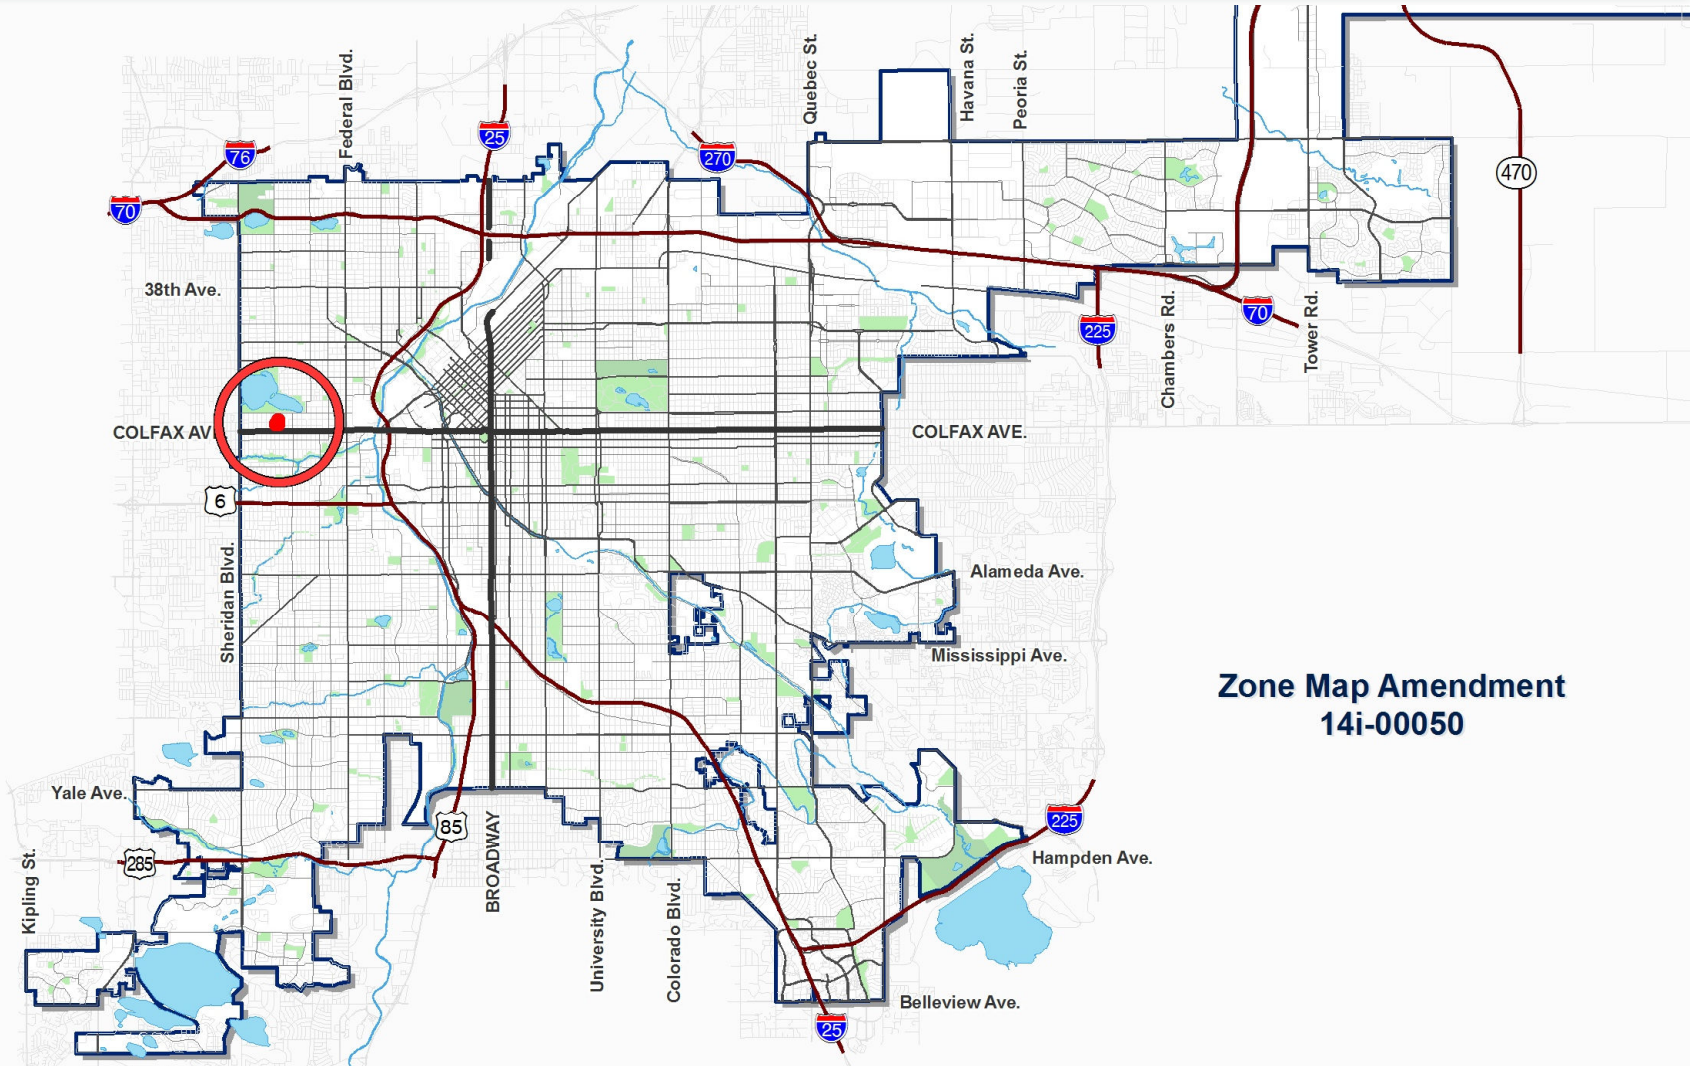 Federal Blvd.
Quebec St.
Havana St.
Peoria St.
25
76
270
70
470
38th Ave.
225
70
Chambers Rd.
Tower Rd.
COLFAX AV
COLFAX AVE.
6
Sheridan Blvd.
Alameda Ave.
Mississippi Ave.
Zone Map Amendment
14i-00050
Yale Ave.
85
BROADWAY
225
285
Hampden Ave.
Kipling St.
University Blvd.
Colorado Blvd.
Belleview Ave.
25